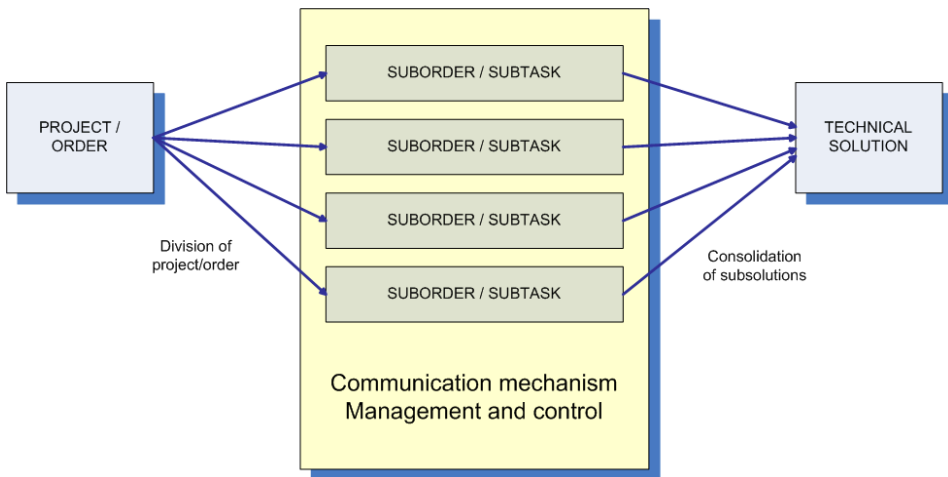 PROJECT /
ORDER
Division of
project/order
SUBORDER / SUBTASK
SUBORDER / SUBTASK
SUBORDER / SUBTASK
SUBORDER / SUBTASK
Communication mechanism
Management and control
TECHNICAL
SOLUTION
Consolidation
of subsolutions